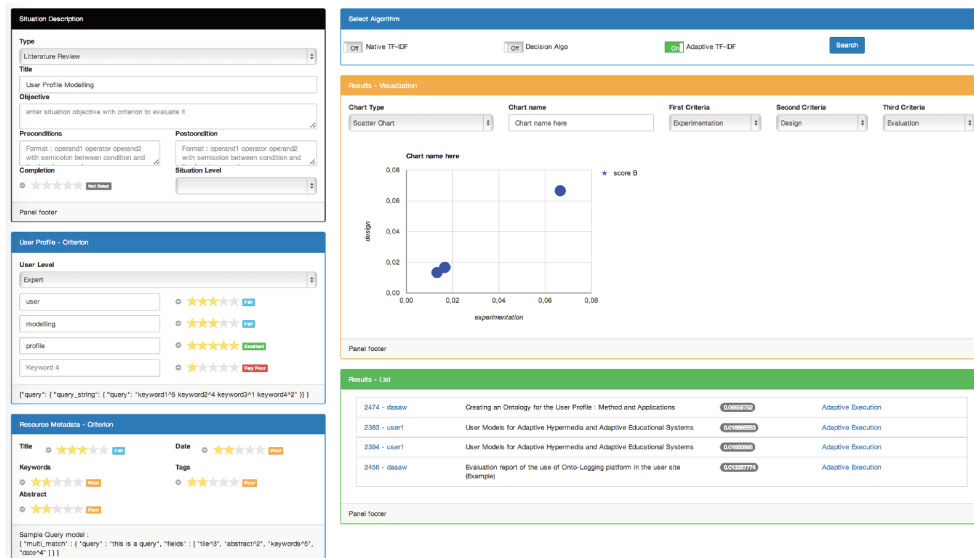 Situation Description
Type
Litterature Review
Title
User Profile Modelling
Objective
enter situation objective with criterion to evaluate it
Preconditions Postcondition
Format : operand1 operator operand2 Format : operand1 operator operand2
with semicolon between condition and with semicolon between condition and
Completion Situation Level
Not Rated
Panel footer
User Profile - Criterion
User Level
Expert
user Fair
modelling Fair
profile Excellent
Keyword 4 Very Poor
{"query": { "query_string": { "query": "keyword1^5 keyword2^4 keyword3^1 keyword4^2" }} }
Resource Metadata - Criterion
Title Fair Date Poor
Keywords Tags
Poor Poor
Abstract
Poor
Sample Query model :
{ "multi_match" : { "query" : "this is a query", "fields" : [ "tile^3", "abstract^2", "keywords^5",
"date^4" ] } }
Select Algorithm
Off Native TF-IDF Off Decision Algo On Adaptive TF-IDF Search
Results - Visualization
Chart Type Chart name First Criteria Second Criteria Third Criteria
Scatter Chart Chart name here Experimentation Design Evaluation
Chart name here
0,08
score B
0,06
design
0,04
0,02
0,00
0,00 0,02 0,04 0,06 0,08
experimentation
Panel footer
Results - List
2474 - dasaw Creating an Ontology for the User Profile : Method and Applications Adaptive Execution
2383 - user1 User Models for Adaptive Hypermedia and Adaptive Educational Systems Adaptive Execution
2394 - user1 User Models for Adaptive Hypermedia and Adaptive Educational Systems Adaptive Execution
2456 - dasaw Evaluation report of the use of Onto-Logging platform in the user site 0.013257774 Adaptive Execution
(Example)
Panel footer